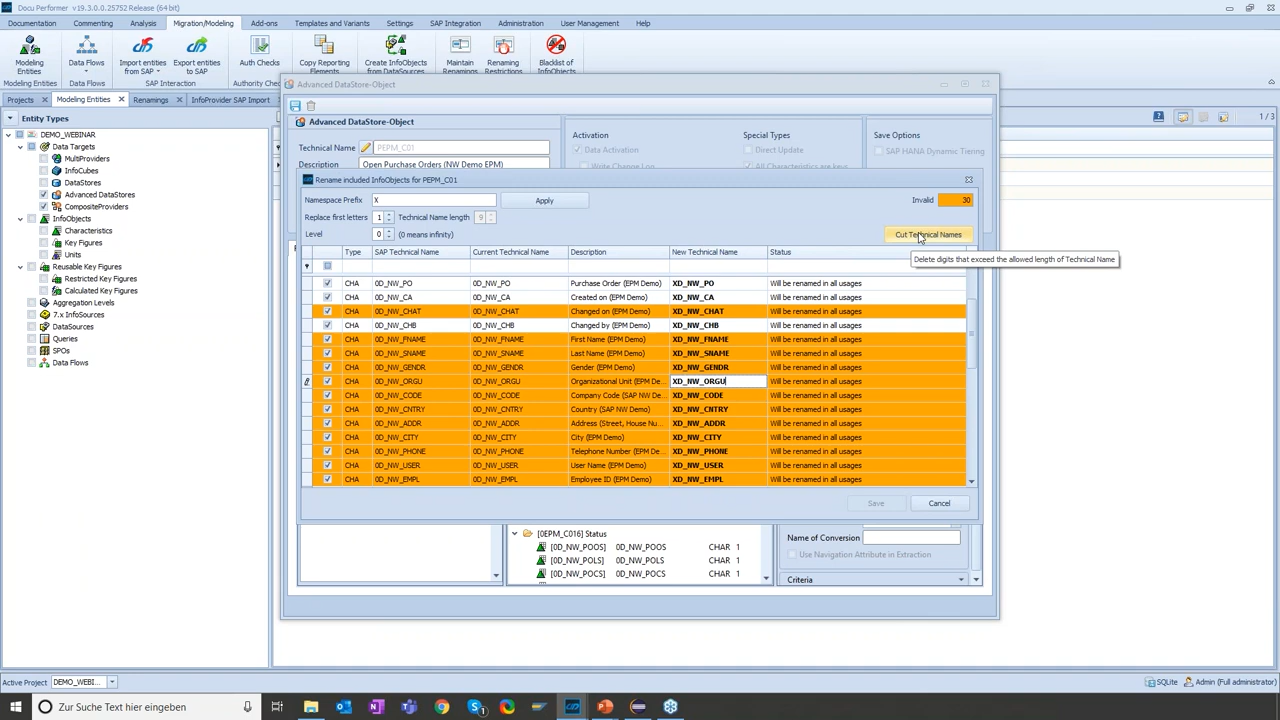 Docu Performer v19.3.0.0.25752 Release (64 bit)
Documentation Commenting Analysis Migration/Modeling Add-ons Templates and Variants Settings SAP Integration Administration User Management Help
Modeling Entities
Data Flows
Import entities from SAP
Export entities to SAP
Auth Checks
Copy Reporting Elements
Create InfoObjects from DataSources
Maintain Renamings
Renaming Restrictions
Blacklist of InfoObjects
Modeling Entities Data Flows SAP Interaction
Projects Modeling Entities Renamings InfoProvider SAP Import
Entity Types
1 / 3
DEMO_WEBINAR
Data Targets
MultiProviders
InfoCubes
DataStores
Advanced DataStores
CompositeProviders
InfoObjects
Characteristics
Key Figures
Units
Reusable Key Figures
Restricted Key Figures
Calculated Key Figures
Aggregation Levels
7.x InfoSources
DataSources
Queries
SPOs
Data Flows
Advanced DataStore-Object
Advanced DataStore-Object
Technical Name PEPM_C01
Description Open Purchase Orders (NW Demo EPM)
Activation
Data Activation
Write Change Log
Special Types
Direct Update
All Characteristics are keys
Save Options
SAP HANA Dynamic Tiering
Rename included InfoObjects for PEPM_C01
Namespace Prefix X Apply Invalid 30
Replace first letters 1 Technical Name length 9
Level 0 (0 means infinity) Cut Technical Names
Delete digits that exceed the allowed length of Technical Name
Type SAP Technical Name Current Technical Name Description New Technical Name Status
CHA 0D_NW_PO 0D_NW_PO Purchase Order (EPM Demo) XD_NW_PO Will be renamed in all usages
CHA 0D_NW_CA 0D_NW_CA Created on (EPM Demo) XD_NW_CA Will be renamed in all usages
CHA 0D_NW_CHAT 0D_NW_CHAT Changed on (EPM Demo) XD_NW_CHAT Will be renamed in all usages
CHA 0D_NW_CHB 0D_NW_CHB Changed by (EPM Demo) XD_NW_CHB Will be renamed in all usages
CHA 0D_NW_FNAME 0D_NW_FNAME First Name (EPM Demo) XD_NW_FNAME Will be renamed in all usages
CHA 0D_NW_SNAME 0D_NW_SNAME Last Name (EPM Demo) XD_NW_SNAME Will be renamed in all usages
CHA 0D_NW_GENDR 0D_NW_GENDR Gender (EPM Demo) XD_NW_GENDR Will be renamed in all usages
CHA 0D_NW_ORGU 0D_NW_ORGU Organizational Unit (EPM De... XD_NW_ORGU Will be renamed in all usages
CHA 0D_NW_CODE 0D_NW_CODE Company Code (SAP NW Demo) XD_NW_CODE Will be renamed in all usages
CHA 0D_NW_CNTRY 0D_NW_CNTRY Country (SAP NW Demo) XD_NW_CNTRY Will be renamed in all usages
CHA 0D_NW_ADDR 0D_NW_ADDR Address (Street, House Nu... XD_NW_ADDR Will be renamed in all usages
CHA 0D_NW_CITY 0D_NW_CITY City (EPM Demo) XD_NW_CITY Will be renamed in all usages
CHA 0D_NW_PHONE 0D_NW_PHONE Telephone Number (EPM De... XD_NW_PHONE Will be renamed in all usages
CHA 0D_NW_USER 0D_NW_USER User Name (EPM Demo) XD_NW_USER Will be renamed in all usages
CHA 0D_NW_EMPL 0D_NW_EMPL Employee ID (EPM Demo) XD_NW_EMPL Will be renamed in all usages
Save Cancel
[0EPM_C016] Status
[0D_NW_POOS] 0D_NW_POOS CHAR 1
[0D_NW_POLS] 0D_NW_POLS CHAR 1
[0D_NW_POCS] 0D_NW_POCS CHAR 1
Name of Conversion
Use Navigation Attribute in Extraction
Criteria
Active Project DEMO_WEBI... SQLite Admin (Full administrator)
Zur Suche Text hier eingeben